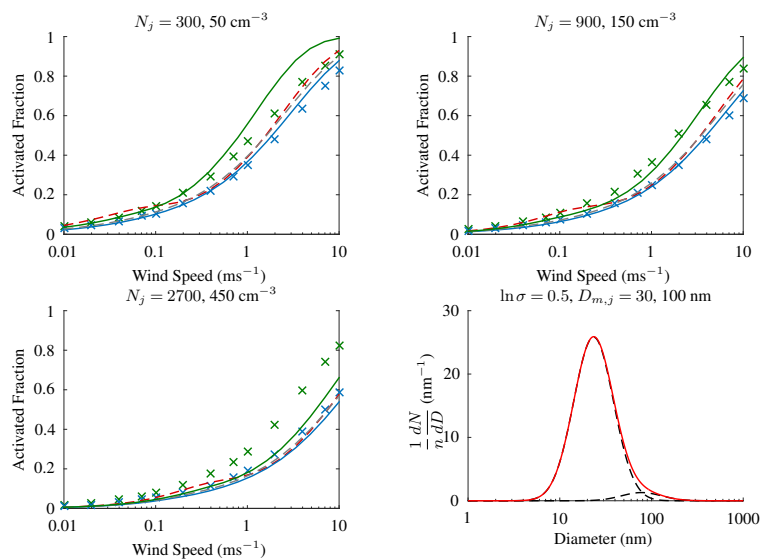 N_j = 300, 50 cm⁻³
Activated Fraction
1
0.8
0.6
0.4
0.2
0
0.01 0.1 1 10
Wind Speed (ms⁻¹)
N_j = 900, 150 cm⁻³
Activated Fraction
1
0.8
0.6
0.4
0.2
0
0.01 0.1 1 10
Wind Speed (ms⁻¹)
N_j = 2700, 450 cm⁻³
Activated Fraction
1
0.8
0.6
0.4
0.2
0
0.01 0.1 1 10
Wind Speed (ms⁻¹)
ln σ = 0.5, D_{m,j} = 30, 100 nm
1/n dN/dD (nm⁻¹)
30
20
10
0
1 10 100 1000
Diameter (nm)